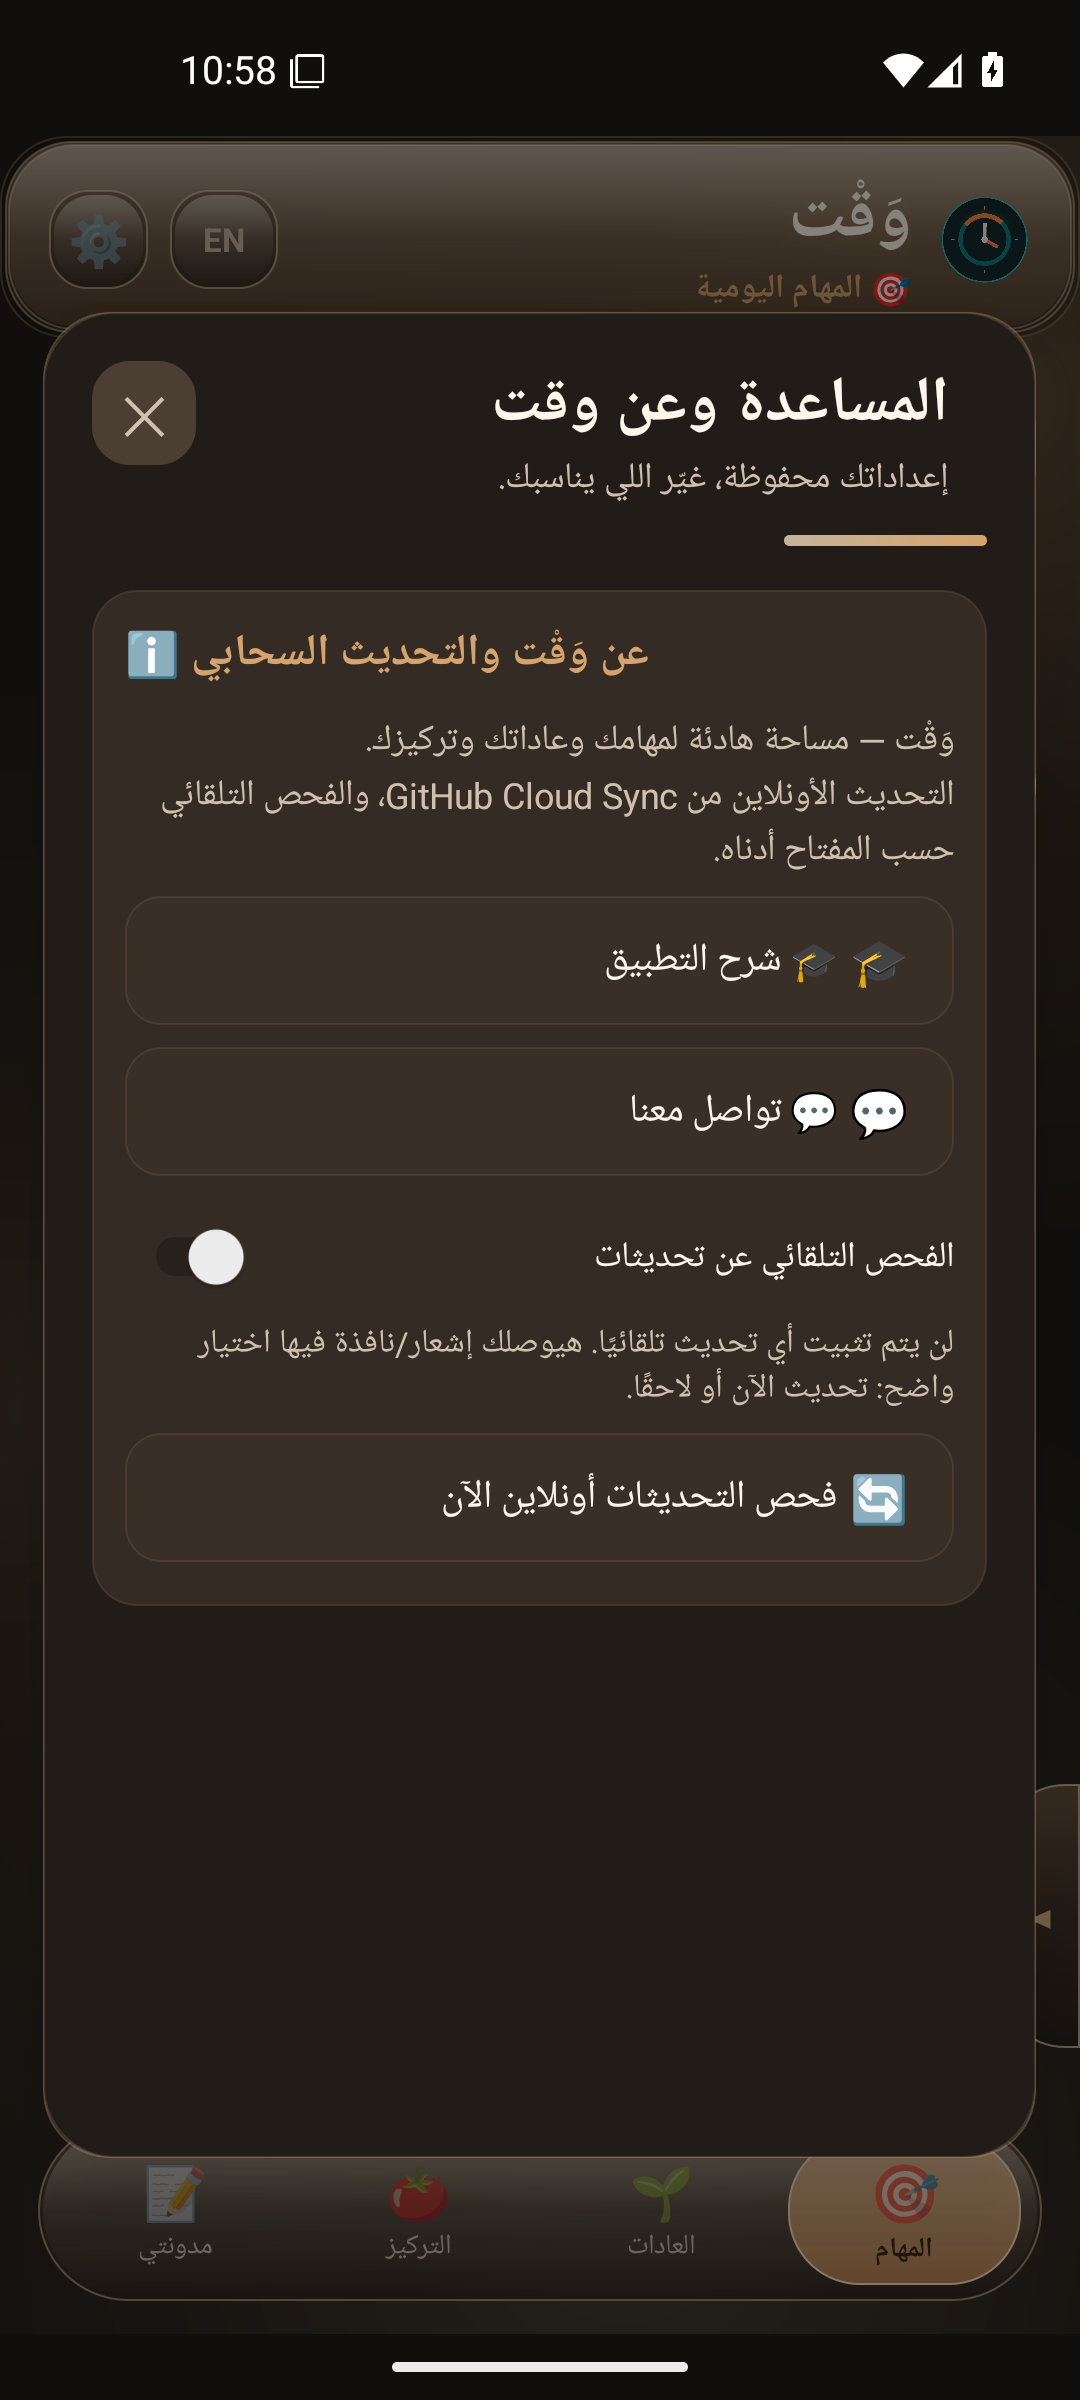 10:58
وَقْت
🎯 المهام اليومية
EN
المساعدة وعن وقت
إعداداتك محفوظة، غيّر اللي يناسبك.
عن وَقْت والتحديث السحابي ℹ️
وَقْت — مساحة هادئة لمهامك وعاداتك وتركيزك.
التحديث الأونلاين من GitHub Cloud Sync، والفحص التلقائي
حسب المفتاح أدناه.
🎓 🎓 شرح التطبيق
💬 💬 تواصل معنا
الفحص التلقائي عن تحديثات
لن يتم تثبيت أي تحديث تلقائيًا. هيوصلك إشعار/نافذة فيها اختيار
واضح: تحديث الآن أو لاحقًا.
🔄 فحص التحديثات أونلاين الآن
المهام
العادات
التركيز
مدونتي